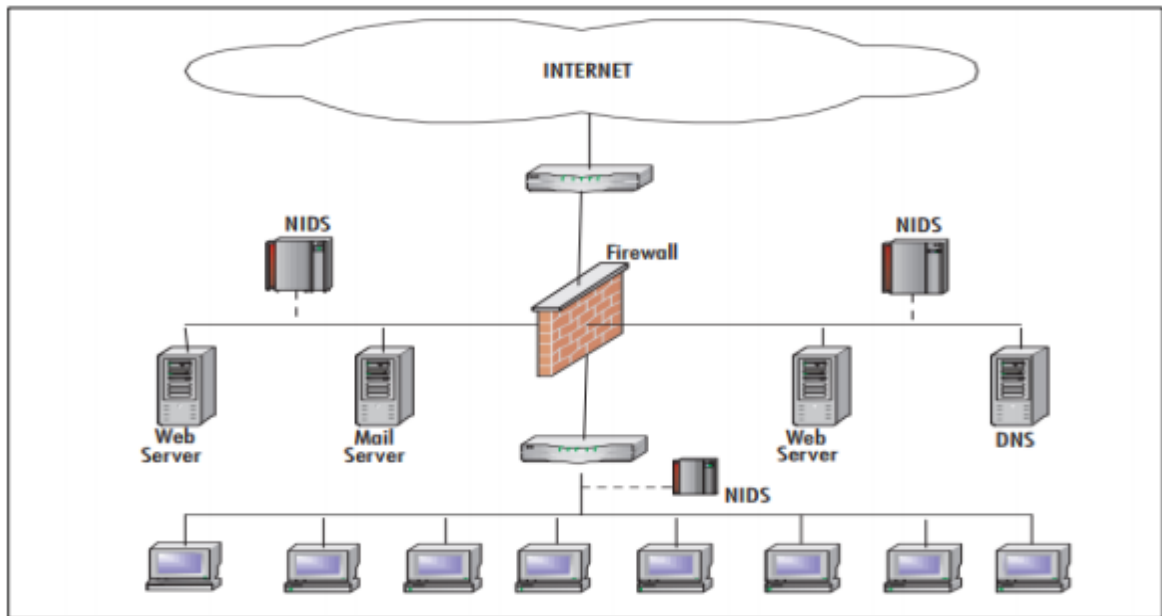 INTERNET
NIDS
NIDS
Firewall
Web
Server
Mail
Server
Web
Server
DNS
NIDS